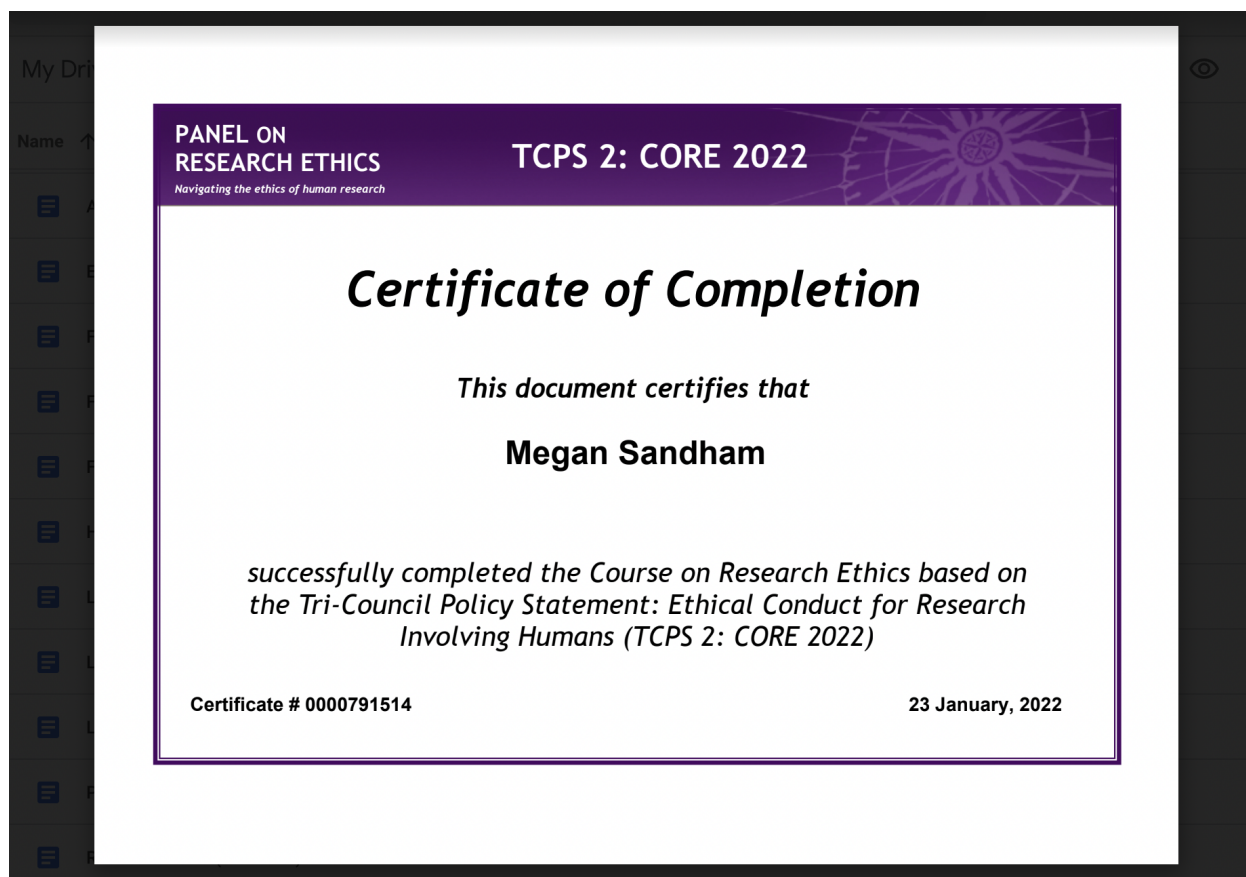 My Dri
Name
PANEL ON
RESEARCH ETHICS
Navigating the ethics of human research
TCPS 2: CORE 2022
Certificate of Completion
This document certifies that
Megan Sandham
successfully completed the Course on Research Ethics based on
the Tri-Council Policy Statement: Ethical Conduct for Research
Involving Humans (TCPS 2: CORE 2022)
Certificate # 0000791514
23 January, 2022